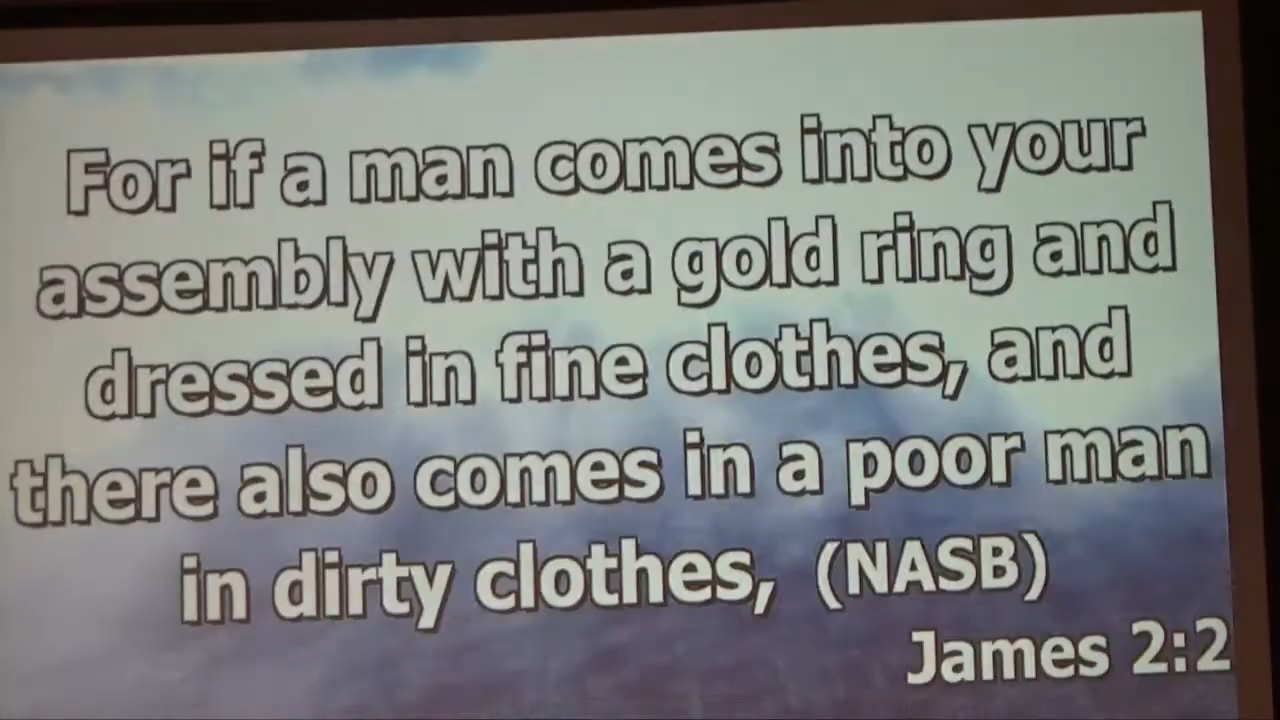 For if a man comes into your
assembly with a gold ring and
dressed in fine clothes, and
there also comes in a poor man
in dirty clothes, (NASB)
James 2:2